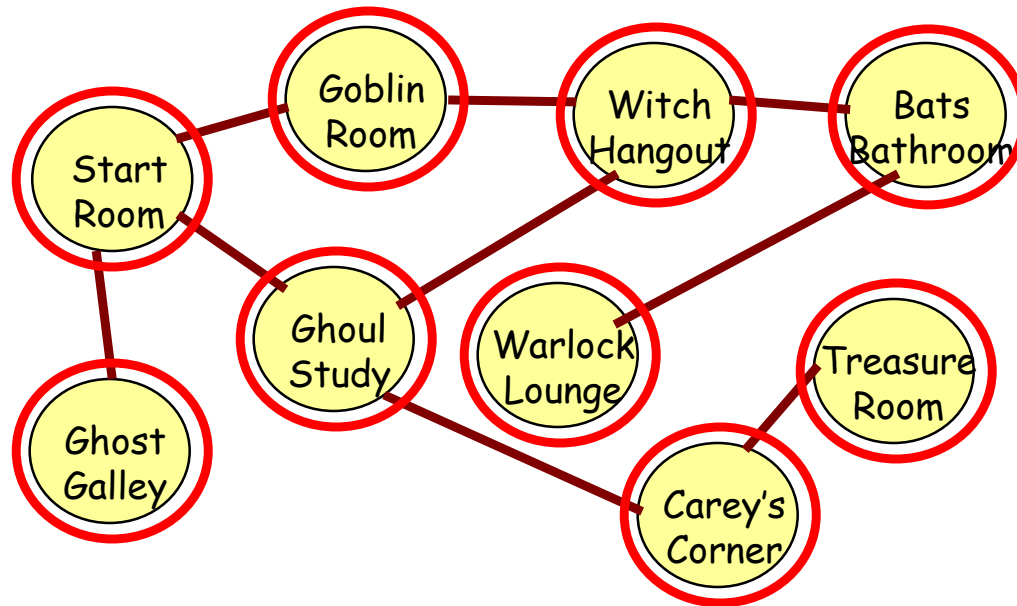 Goblin
Room
Witch
Hangout
Bats
Bathroom
Start
Room
Ghoul
Study
Warlock
Lounge
Treasure
Room
Ghost
Galley
Carey's
Corner